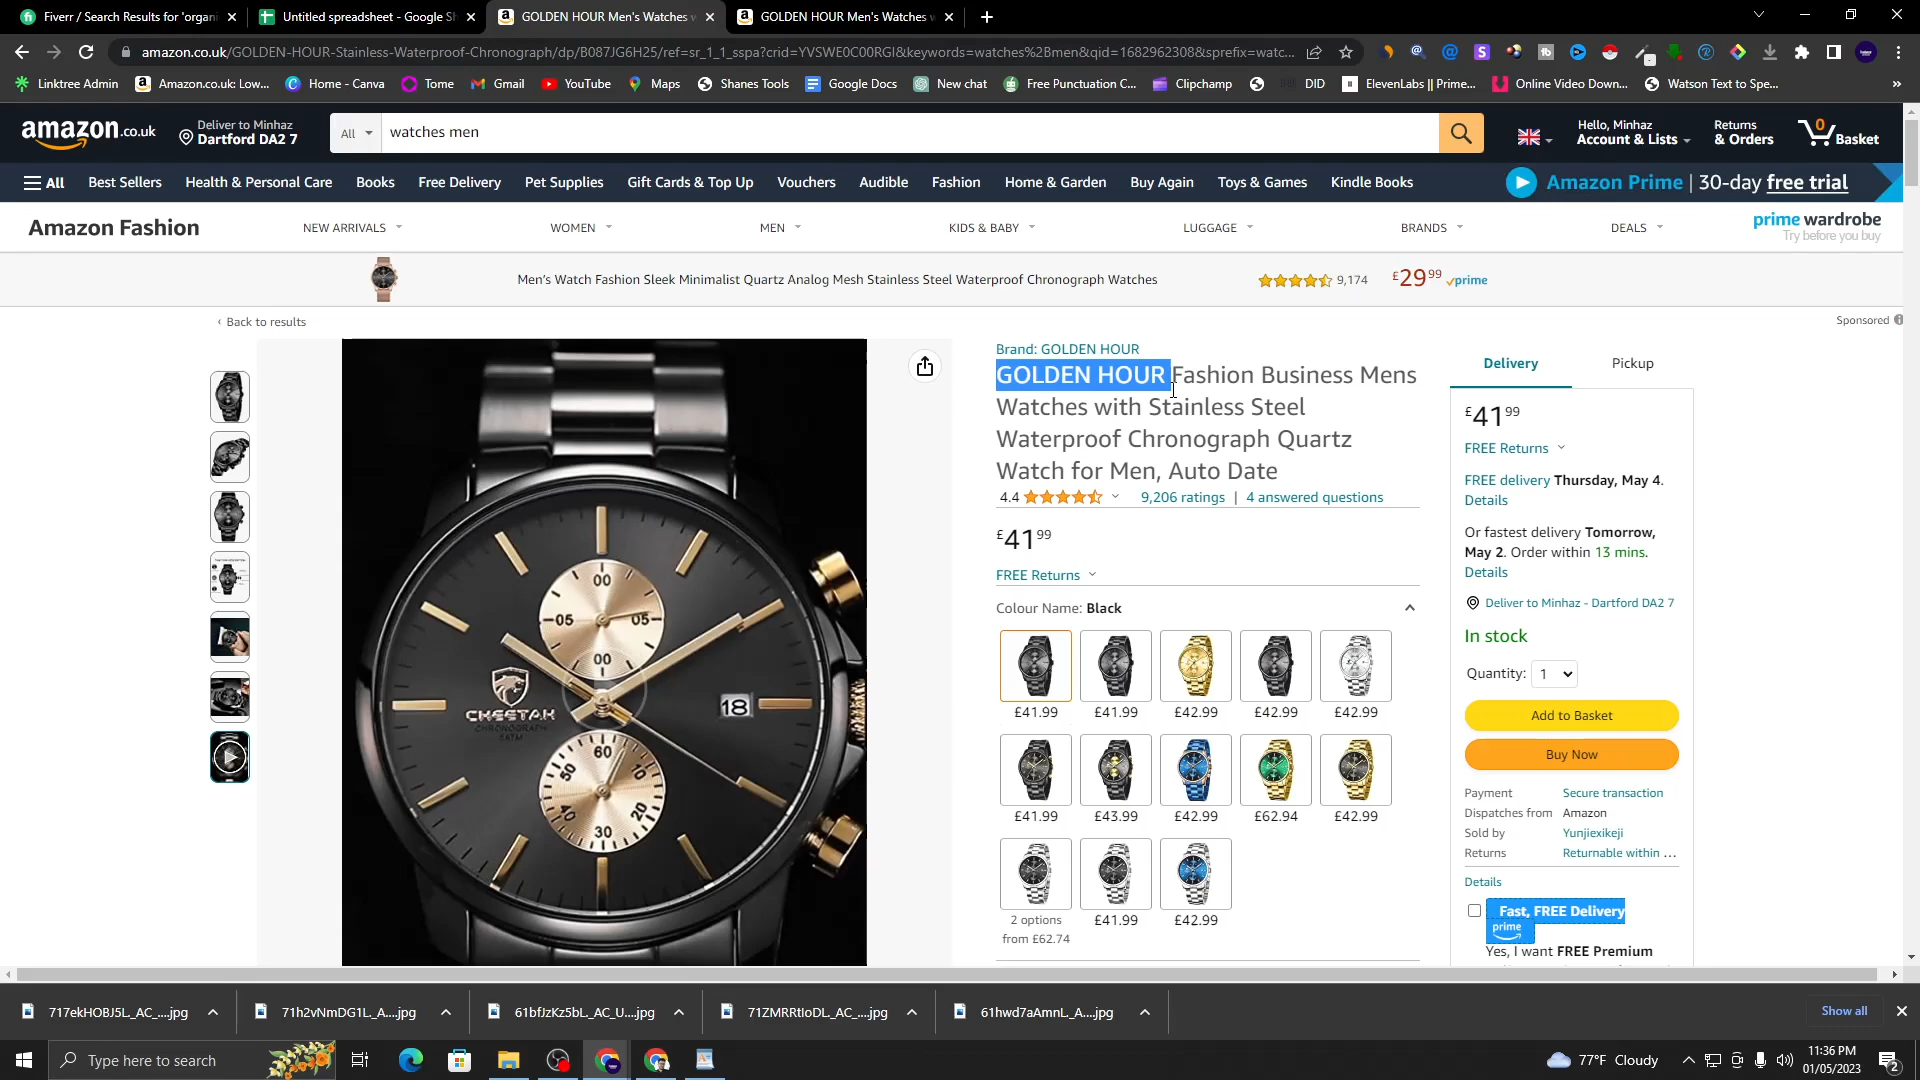 Fiverr / Search Results for 'organi
Untitled spreadsheet - Google Sh
GOLDEN HOUR Men's Watches w
GOLDEN HOUR Men's Watches w
amazon.co.uk/GOLDEN-HOUR-Stainless-Waterproof-Chronograph/dp/B087JG6H25/ref=sr_1_1_sspa?crid=YVSWE0C00RGI&keywords=watches%2Bmen&qid=1682962308&sprefix=watc...
Linktree Admin
Amazon.co.uk: Low...
Home - Canva
Tome
Gmail
YouTube
Maps
Shanes Tools
Google Docs
New chat
Free Punctuation C...
Clipchamp
DID
ElevenLabs || Prime...
Online Video Down...
Watson Text to Spe...
»
amazon.co.uk
Deliver to Minhaz
Dartford DA2 7
All
watches men
Hello, Minhaz
Account & Lists
Returns
& Orders
0
Basket
All
Best Sellers
Health & Personal Care
Books
Free Delivery
Pet Supplies
Gift Cards & Top Up
Vouchers
Audible
Fashion
Home & Garden
Buy Again
Toys & Games
Kindle Books
Amazon Prime | 30-day free trial
Amazon Fashion
NEW ARRIVALS
WOMEN
MEN
KIDS & BABY
LUGGAGE
BRANDS
DEALS
prime wardrobe
Try before you buy
Men's Watch Fashion Sleek Minimalist Quartz Analog Mesh Stainless Steel Waterproof Chronograph Watches
9,174
£29 99
prime
‹ Back to results
Sponsored
Brand: GOLDEN HOUR
GOLDEN HOUR Fashion Business Mens
Watches with Stainless Steel
Waterproof Chronograph Quartz
Watch for Men, Auto Date
4.4
9,206 ratings | 4 answered questions
£41 99
FREE Returns
Colour Name: Black
£41.99
£41.99
£42.99
£42.99
£42.99
£41.99
£43.99
£42.99
£62.94
£42.99
2 options
from £62.74
£41.99
£42.99
00
05
05
00
CHEETAH
CHRONOGRAPH
5ATM
18
60
50
10
40
20
30
Delivery
Pickup
£41 99
FREE Returns
FREE delivery Thursday, May 4.
Details
Or fastest delivery Tomorrow,
May 2. Order within 13 mins.
Details
Deliver to Minhaz - Dartford DA2 7
In stock
Quantity: 1
Add to Basket
Buy Now
Payment Secure transaction
Dispatches from Amazon
Sold by Yunjiexikeji
Returns Returnable within ...
Details
Fast, FREE Delivery
prime
Yes, I want FREE Premium
717ekHOBJ5L._AC_....jpg
71h2vNmDG1L._A....jpg
61bfJzKz5bL._AC_U....jpg
71ZMRRtIoDL._AC_....jpg
61hwd7aAmnL._A....jpg
Show all
Type here to search
77°F Cloudy
11:36 PM
01/05/2023
2